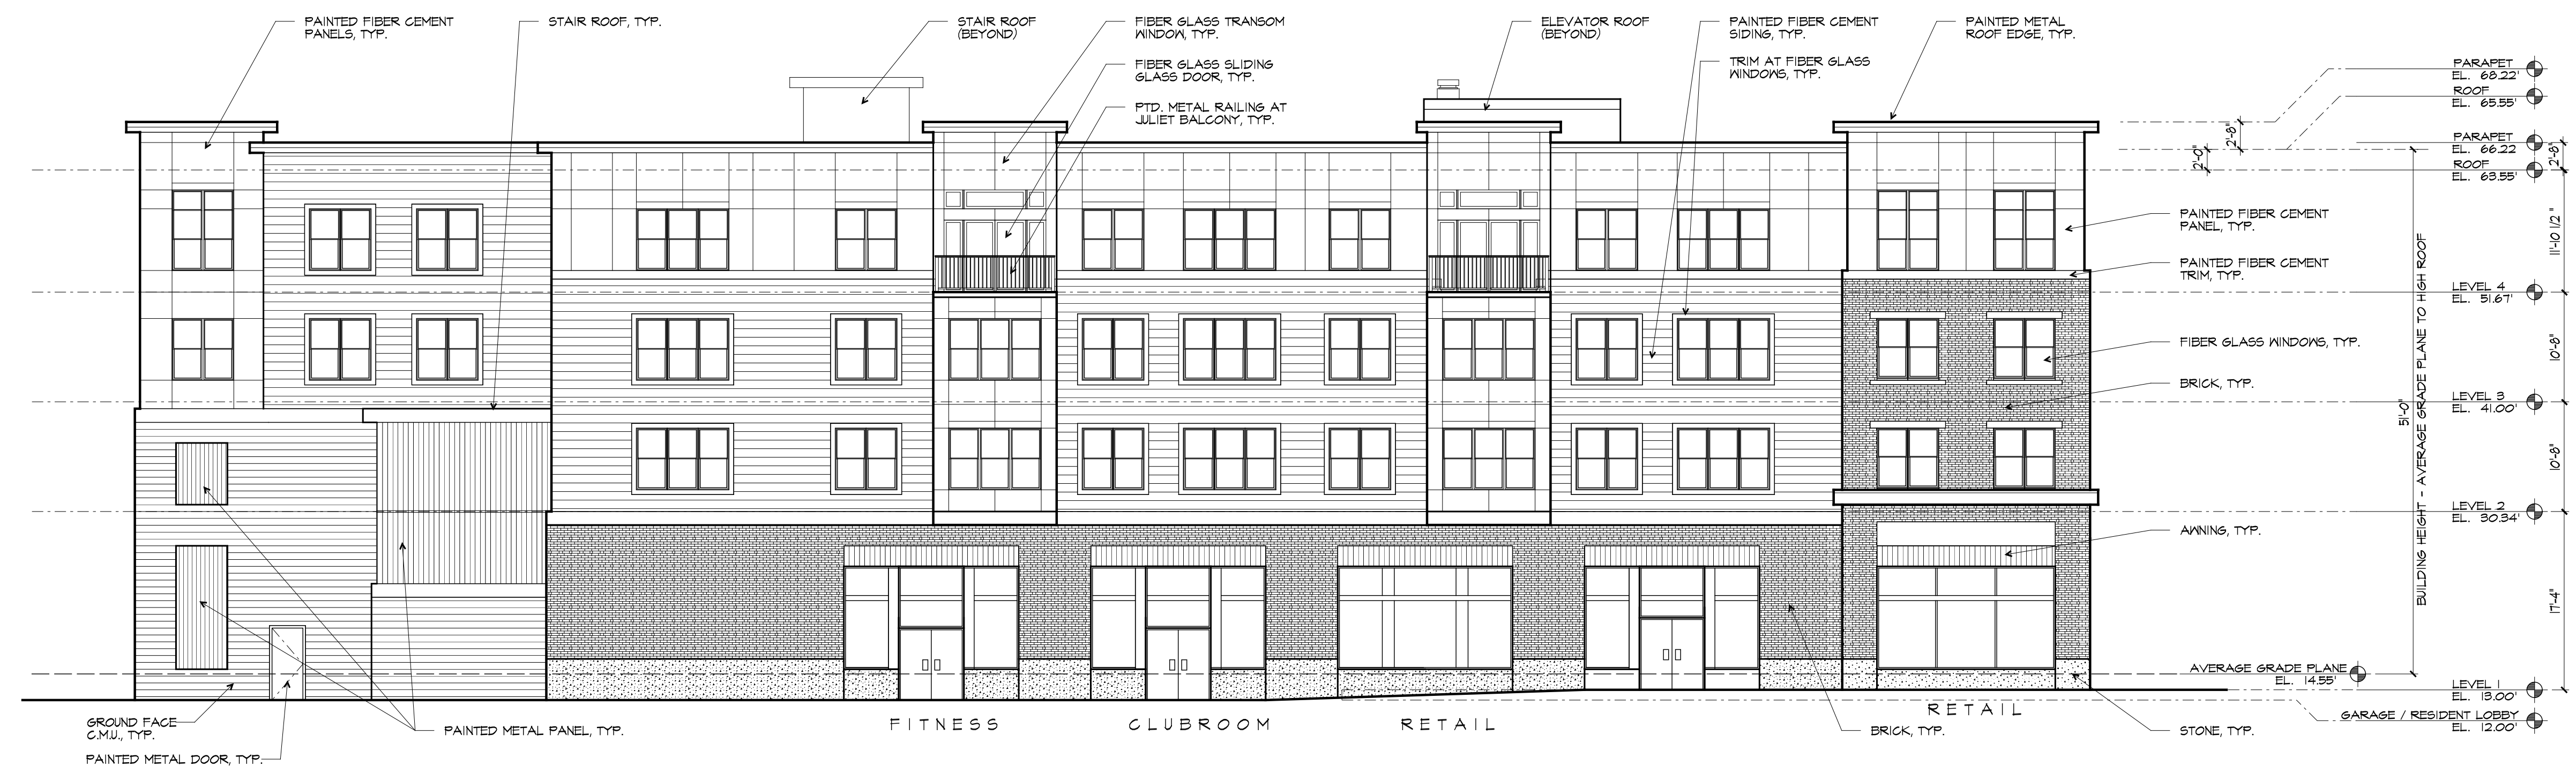 PAINTED FIBER CEMENT
PANELS, TYP.
STAIR ROOF, TYP.
STAIR ROOF
(BEYOND)
FIBER GLASS TRANSOM
WINDOW, TYP.
FIBER GLASS SLIDING
GLASS DOOR, TYP.
PTD. METAL RAILING AT
JULIET BALCONY, TYP.
ELEVATOR ROOF
(BEYOND)
PAINTED FIBER CEMENT
SIDING, TYP.
TRIM AT FIBER GLASS
WINDOWS, TYP.
PAINTED METAL
ROOF EDGE, TYP.
PARAPET
EL. 68.22'
ROOF
EL. 65.55'
2'-8"
2'-0"
PARAPET
EL. 66.22
2'-8"
ROOF
EL. 63.55'
PAINTED FIBER CEMENT
PANEL, TYP.
11'-10 12 "
PAINTED FIBER CEMENT
TRIM, TYP.
LEVEL 4
EL. 51.67'
FIBER GLASS WINDOWS, TYP.
10'-8"
BRICK, TYP.
LEVEL 3
EL. 41.00'
51'-0"
BUILDING HEIGHT - AVERAGE GRADE PLANE TO HIGH ROOF
10'-8"
LEVEL 2
EL. 30.34'
AWNING, TYP.
17'-4"
AVERAGE GRADE PLANE
EL. 14.55'
LEVEL 1
EL. 13.00'
GARAGE / RESIDENT LOBBY
EL. 12.00'
GROUND FACE
C.M.U., TYP.
PAINTED METAL DOOR, TYP.
PAINTED METAL PANEL, TYP.
FITNESS
CLUBROOM
RETAIL
BRICK, TYP.
RETAIL
STONE, TYP.